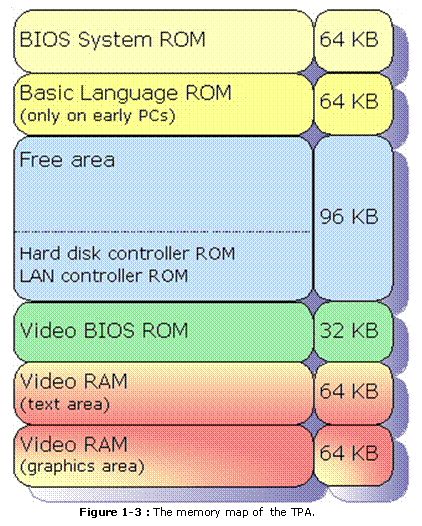 BIOS System ROM 64 KB
Basic Language ROM
(only on early PCs) 64 KB
Free area
96 KB
Hard disk controller ROM
LAN controller ROM
Video BIOS ROM 32 KB
Video RAM
(text area) 64 KB
Video RAM
(graphics area) 64 KB
Figure 1-3 : The memory map of the TPA.